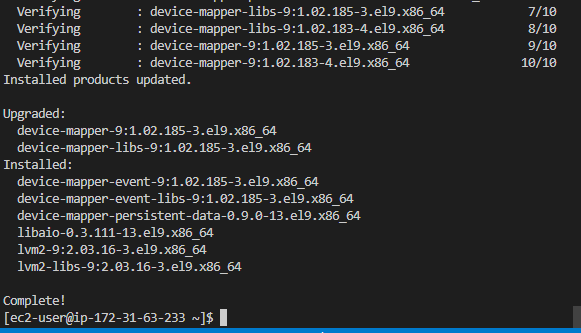 Verifying : device-mapper-libs-9:1.02.185-3.el9.x86_64 7/10
Verifying : device-mapper-libs-9:1.02.183-4.el9.x86_64 8/10
Verifying : device-mapper-9:1.02.185-3.el9.x86_64 9/10
Verifying : device-mapper-9:1.02.183-4.el9.x86_64 10/10
Installed products updated.

Upgraded:
device-mapper-9:1.02.185-3.el9.x86_64
device-mapper-libs-9:1.02.185-3.el9.x86_64
Installed:
device-mapper-event-9:1.02.185-3.el9.x86_64
device-mapper-event-libs-9:1.02.185-3.el9.x86_64
device-mapper-persistent-data-0.9.0-13.el9.x86_64
libaio-0.3.111-13.el9.x86_64
lvm2-9:2.03.16-3.el9.x86_64
lvm2-libs-9:2.03.16-3.el9.x86_64

Complete!
[ec2-user@ip-172-31-63-233 ~]$